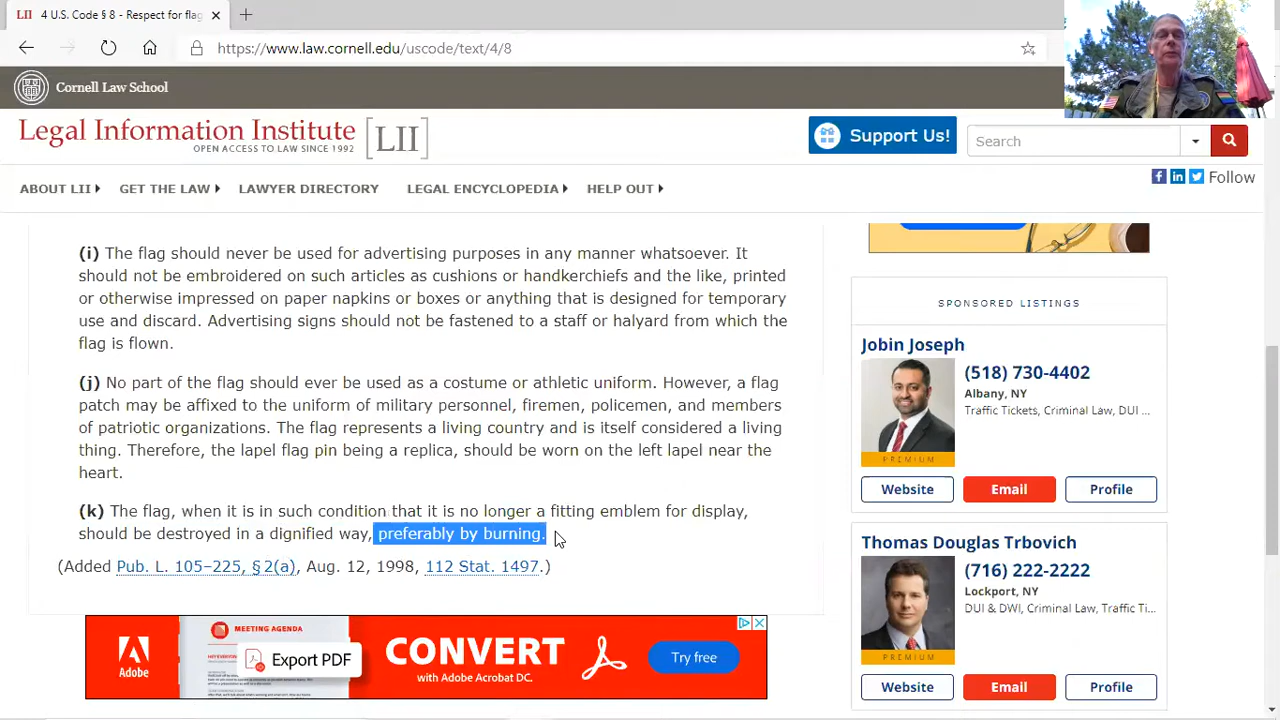 LII 4 U.S. Code § 8 - Respect for flag
https://www.law.cornell.edu/uscode/text/4/8
Cornell Law School
Legal Information Institute [LII]
OPEN ACCESS TO LAW SINCE 1992
Support Us!
Search
ABOUT LII GET THE LAW LAWYER DIRECTORY LEGAL ENCYCLOPEDIA HELP OUT
Follow
(i) The flag should never be used for advertising purposes in any manner whatsoever. It
should not be embroidered on such articles as cushions or handkerchiefs and the like, printed
or otherwise impressed on paper napkins or boxes or anything that is designed for temporary
use and discard. Advertising signs should not be fastened to a staff or halyard from which the
flag is flown.
(j) No part of the flag should ever be used as a costume or athletic uniform. However, a flag
patch may be affixed to the uniform of military personnel, firemen, policemen, and members
of patriotic organizations. The flag represents a living country and is itself considered a living
thing. Therefore, the lapel flag pin being a replica, should be worn on the left lapel near the
heart.
(k) The flag, when it is in such condition that it is no longer a fitting emblem for display,
should be destroyed in a dignified way, preferably by burning.
(Added Pub. L. 105–225, § 2(a), Aug. 12, 1998, 112 Stat. 1497.)
SPONSORED LISTINGS
Jobin Joseph
(518) 730-4402
Albany, NY
Traffic Tickets, Criminal Law, DUI ...
PREMIUM
Website Email Profile
Thomas Douglas Trbovich
(716) 222-2222
Lockport, NY
DUI & DWI, Criminal Law, Traffic Ti...
PREMIUM
Website Email Profile
Adobe
MEETING AGENDA
Export PDF
CONVERT
with Adobe Acrobat DC.
Try free